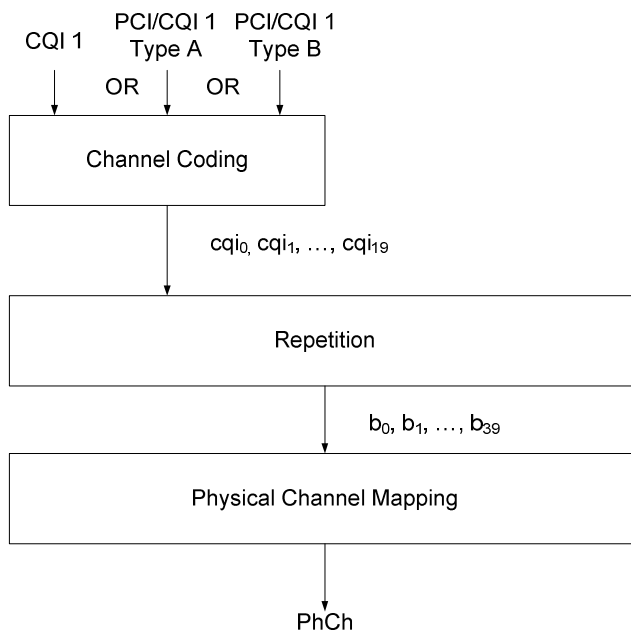 CQI 1
PCI/CQI 1
Type A
PCI/CQI 1
Type B
OR
OR
Channel Coding
cqi0, cqi1, …, cqi19
Repetition
b0, b1, …, b39
Physical Channel Mapping
PhCh